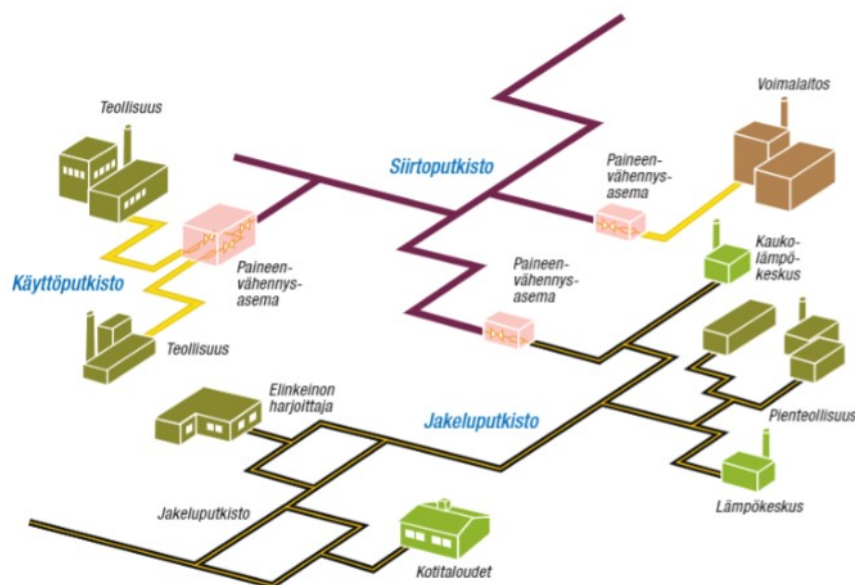 Teollisuus
Voimalaitos
Siirtoputkisto
Paineen-
vähennys-
asema
Kauko-
lämpö-
keskus
Käyttöputkisto
Paineen-
vähennys-
asema
Paineen-
vähennys-
asema
Teollisuus
Elinkeinon
harjoittaja
Jakeluputkisto
Pienteollisuus
Jakeluputkisto
Lämpökeskus
Kotitaloudet